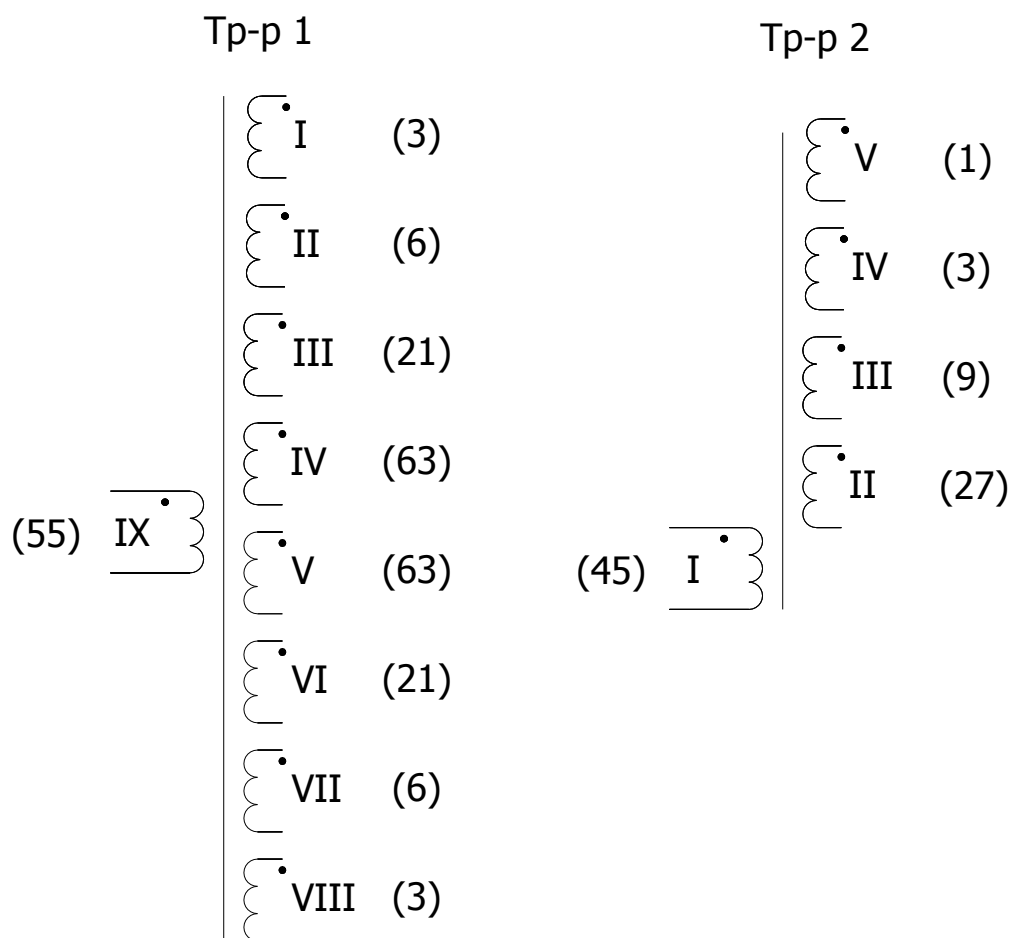 Тр-р 1
I (3)
II (6)
III (21)
IV (63)
(55) IX
V (63)
VI (21)
VII (6)
VIII (3)
Тр-р 2
V (1)
IV (3)
III (9)
II (27)
(45) I